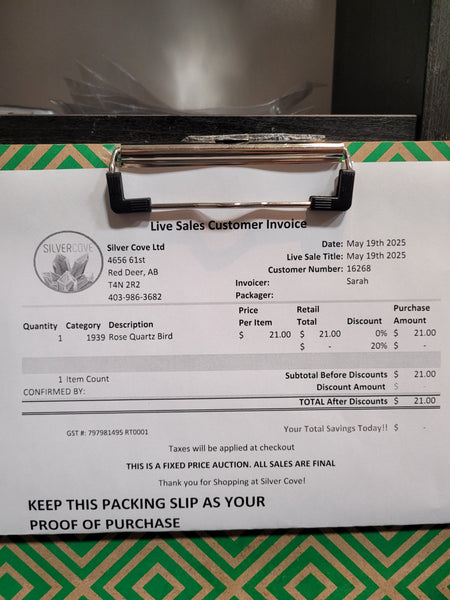 Live Sales Customer Invoice
SILVERCOVE
Silver Cove Ltd
4656 61st
Red Deer, AB
T4N 2R2
403-986-3682
Date: May 19th 2025
Live Sale Title: May 19th 2025
Customer Number: 16268
Invoicer: Sarah
Packager:
Quantity Category Description Price Per Item Retail Total Discount Purchase Amount
1 1939 Rose Quartz Bird $ 21.00 $ 21.00 0% $ 21.00
$ - 20% $ -
1 Item Count Subtotal Before Discounts $ 21.00
CONFIRMED BY: Discount Amount $ -
TOTAL After Discounts $ 21.00
GST #: 797981495 RT0001 Your Total Savings Today!! $ -
Taxes will be applied at checkout
THIS IS A FIXED PRICE AUCTION. ALL SALES ARE FINAL
Thank you for Shopping at Silver Cove!
KEEP THIS PACKING SLIP AS YOUR
PROOF OF PURCHASE